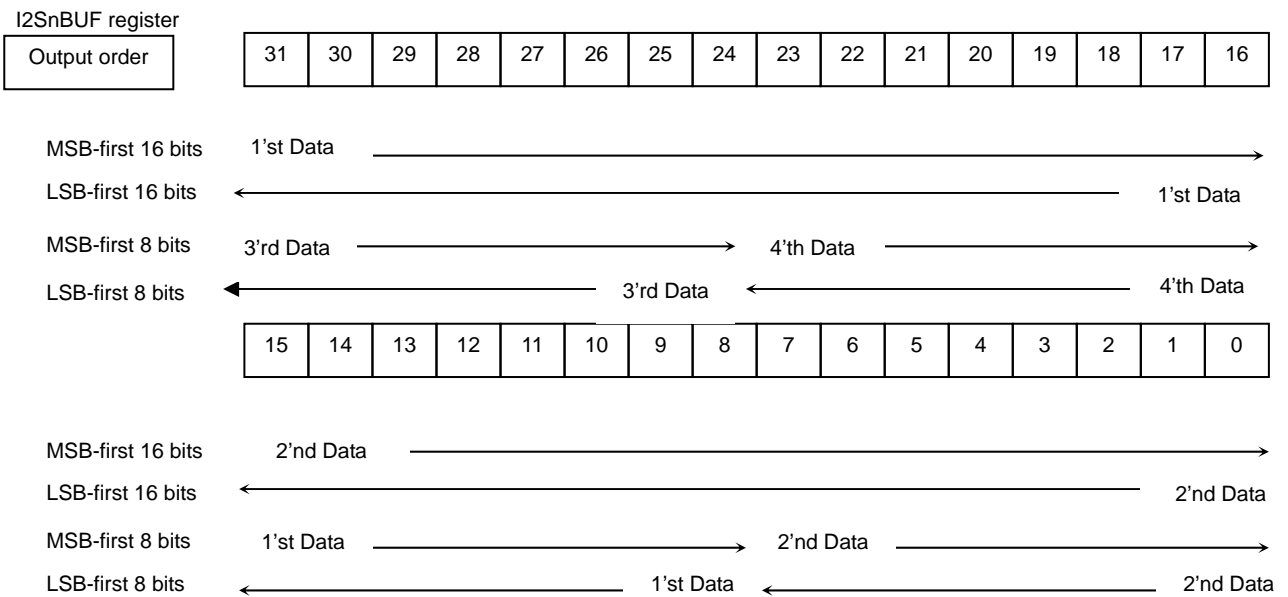 I2SnBUF register
Output order
31 30 29 28 27 26 25 24 23 22 21 20 19 18 17 16
MSB-first 16 bits 1’st Data
LSB-first 16 bits 1’st Data
MSB-first 8 bits 3’rd Data 4’th Data
LSB-first 8 bits 3’rd Data 4’th Data
15 14 13 12 11 10 9 8 7 6 5 4 3 2 1 0
MSB-first 16 bits 2’nd Data
LSB-first 16 bits 2’nd Data
MSB-first 8 bits 1’st Data 2’nd Data
LSB-first 8 bits 1’st Data 2’nd Data